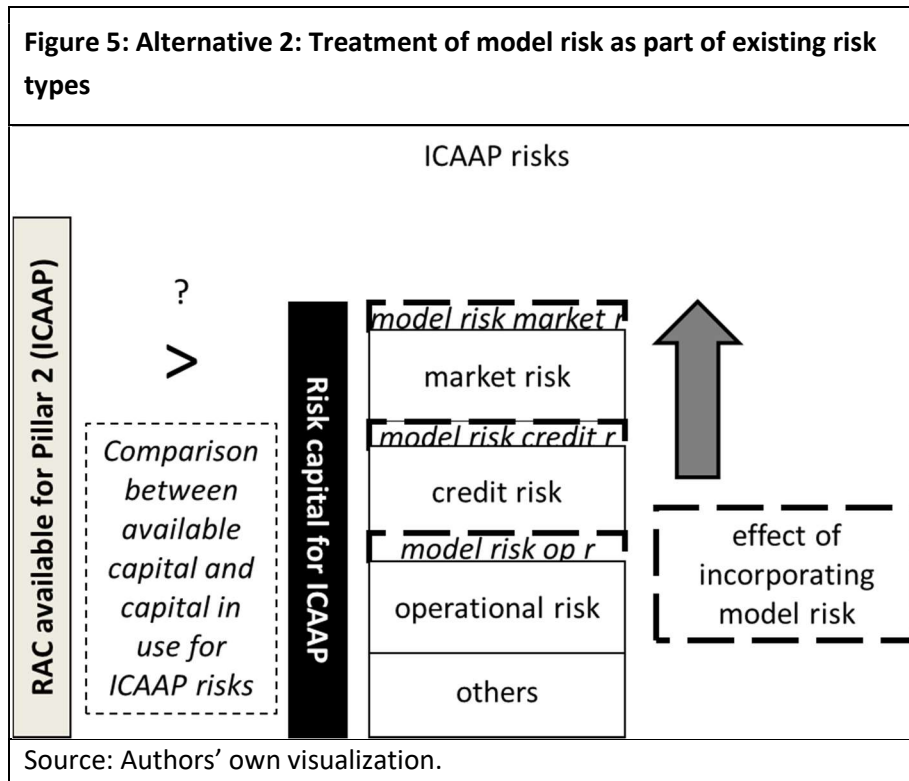 Figure 5: Alternative 2: Treatment of model risk as part of existing risk
types
ICAAP risks
RAC available for Pillar 2 (ICAAP)
?
>
Comparison
between
available
capital and
capital in
use for
ICAAP risks
Risk capital for ICAAP
model risk market r
market risk
model risk credit r
credit risk
model risk op r
operational risk
others
effect of
incorporating
model risk
Source: Authors’ own visualization.